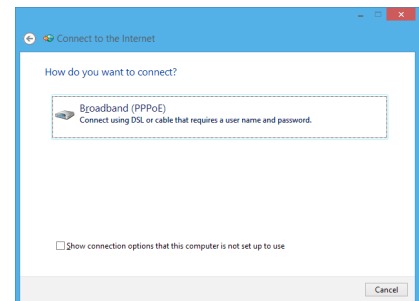 Connect to the Internet
How do you want to connect?
Broadband (PPPoE)
Connect using DSL or cable that requires a user name and password.
Show connection options that this computer is not set up to use
Cancel